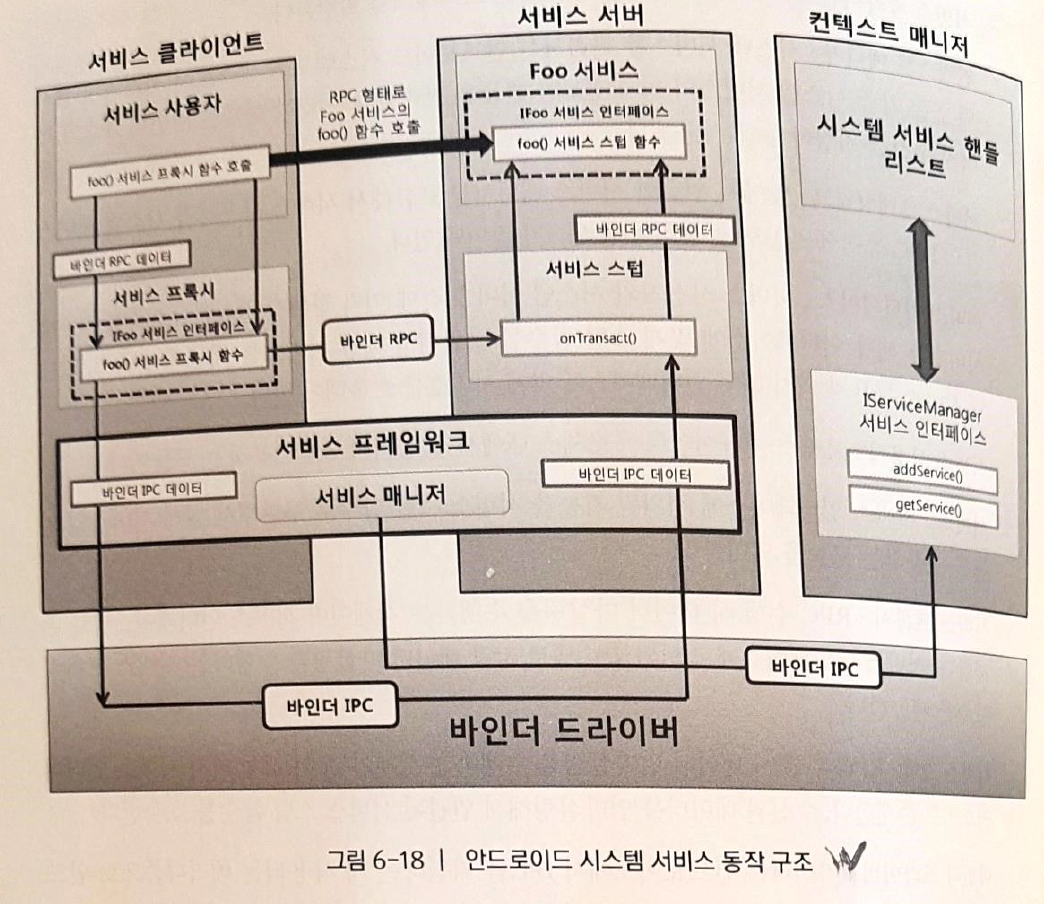 서비스 클라이언트
서비스 사용자
foo() 서비스 프록시 함수 호출
바인더 RPC 데이터
서비스 프록시
IFoo 서비스 인터페이스
foo() 서비스 프록시 함수
RPC 형태로
Foo 서비스의
foo() 함수 호출
바인더 RPC
서비스 서버
Foo 서비스
IFoo 서비스 인터페이스
foo() 서비스 스텁 함수
바인더 RPC 데이터
서비스 스텁
onTransact()
서비스 프레임워크
바인더 IPC 데이터
서비스 매니저
바인더 IPC 데이터
컨텍스트 매니저
시스템 서비스 핸들
리스트
IServiceManager
서비스 인터페이스
addService()
getService()
바인더 IPC
바인더 IPC
바인더 드라이버
그림 6-18 | 안드로이드 시스템 서비스 동작 구조